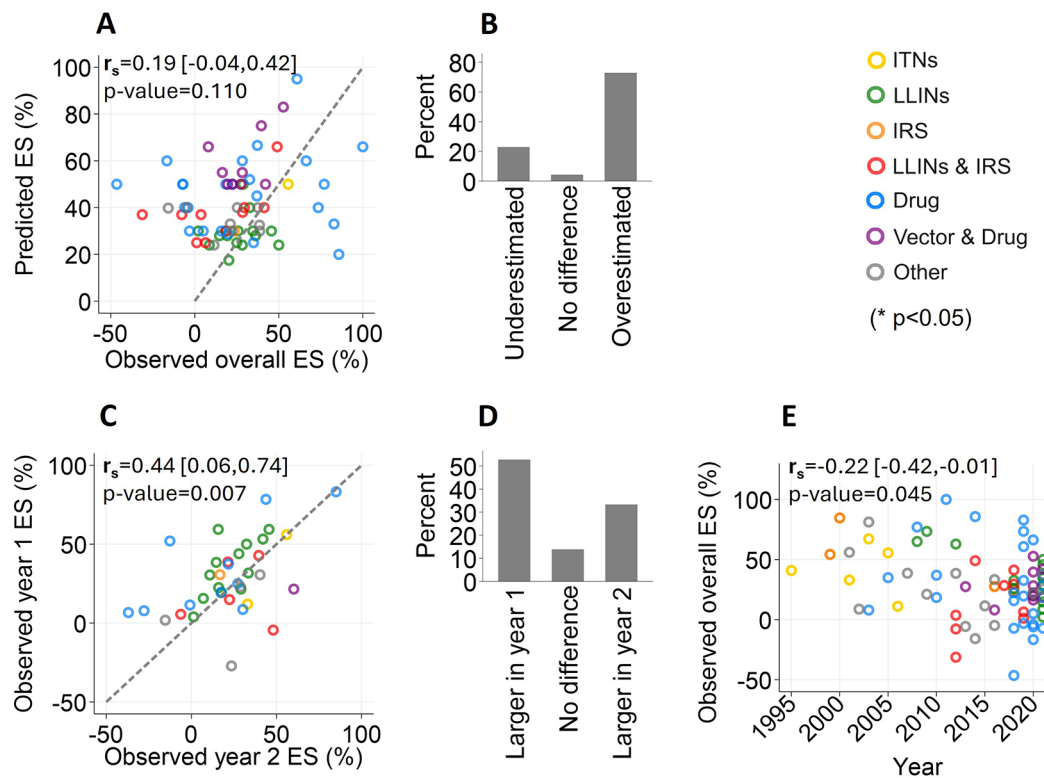 A
r_s=0.19 [-0.04,0.42]
p-value=0.110
Predicted ES (%)
100
80
60
40
20
0
-50
0
50
100
Observed overall ES (%)
B
Percent
80
60
40
20
0
Underestimated
No difference
Overestimated
ITNs
LLINs
IRS
LLINs & IRS
Drug
Vector & Drug
Other
(* p<0.05)
C
r_s=0.44 [0.06,0.74]
p-value=0.007
Observed year 1 ES (%)
100
50
0
-50
-50
0
50
100
Observed year 2 ES (%)
D
Percent
50
40
30
20
10
0
Larger in year 1
No difference
Larger in year 2
E
r_s=-0.22 [-0.42,-0.01]
p-value=0.045
Observed overall ES (%)
100
50
0
-50
1995
2000
2005
2010
2015
2020
Year